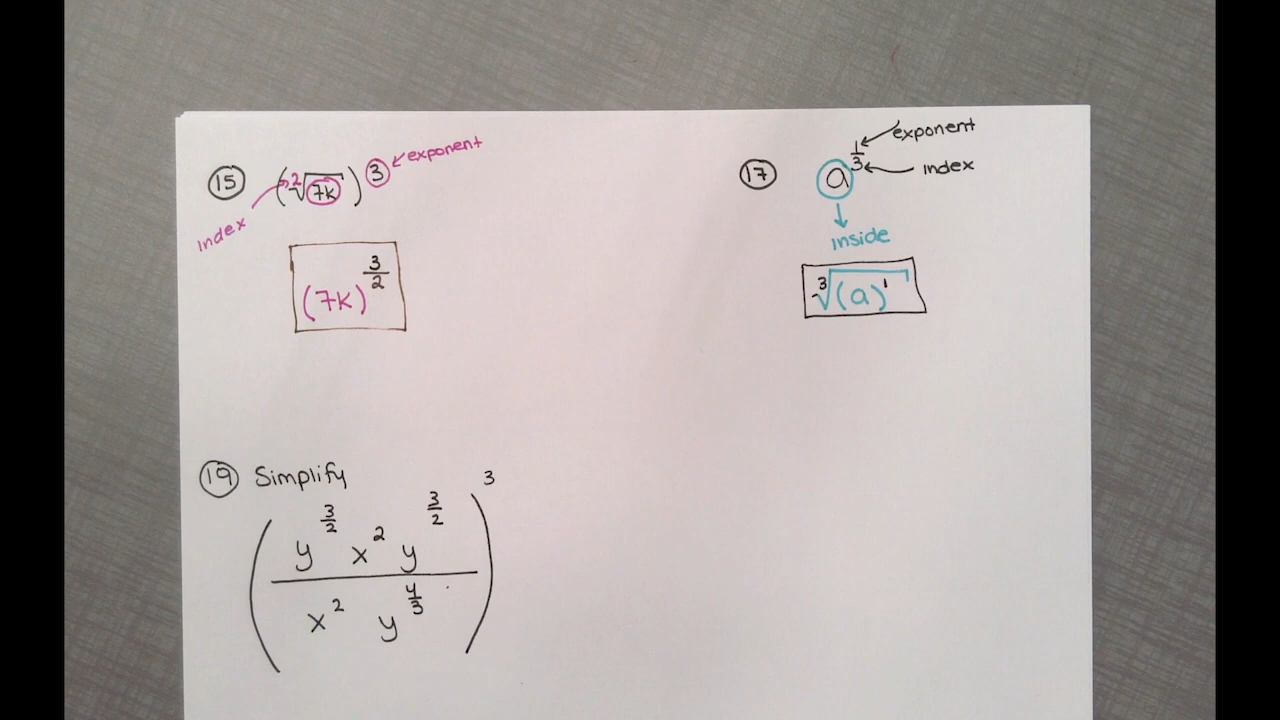 15 (²√7k)³ ← exponent
Index
(7k)^(3/2)
17 a^(1/3) exponent
index
inside
³√(a)¹
19 Simplify
(y^(3/2) x² y^(3/2) / x² y^(4/3))³